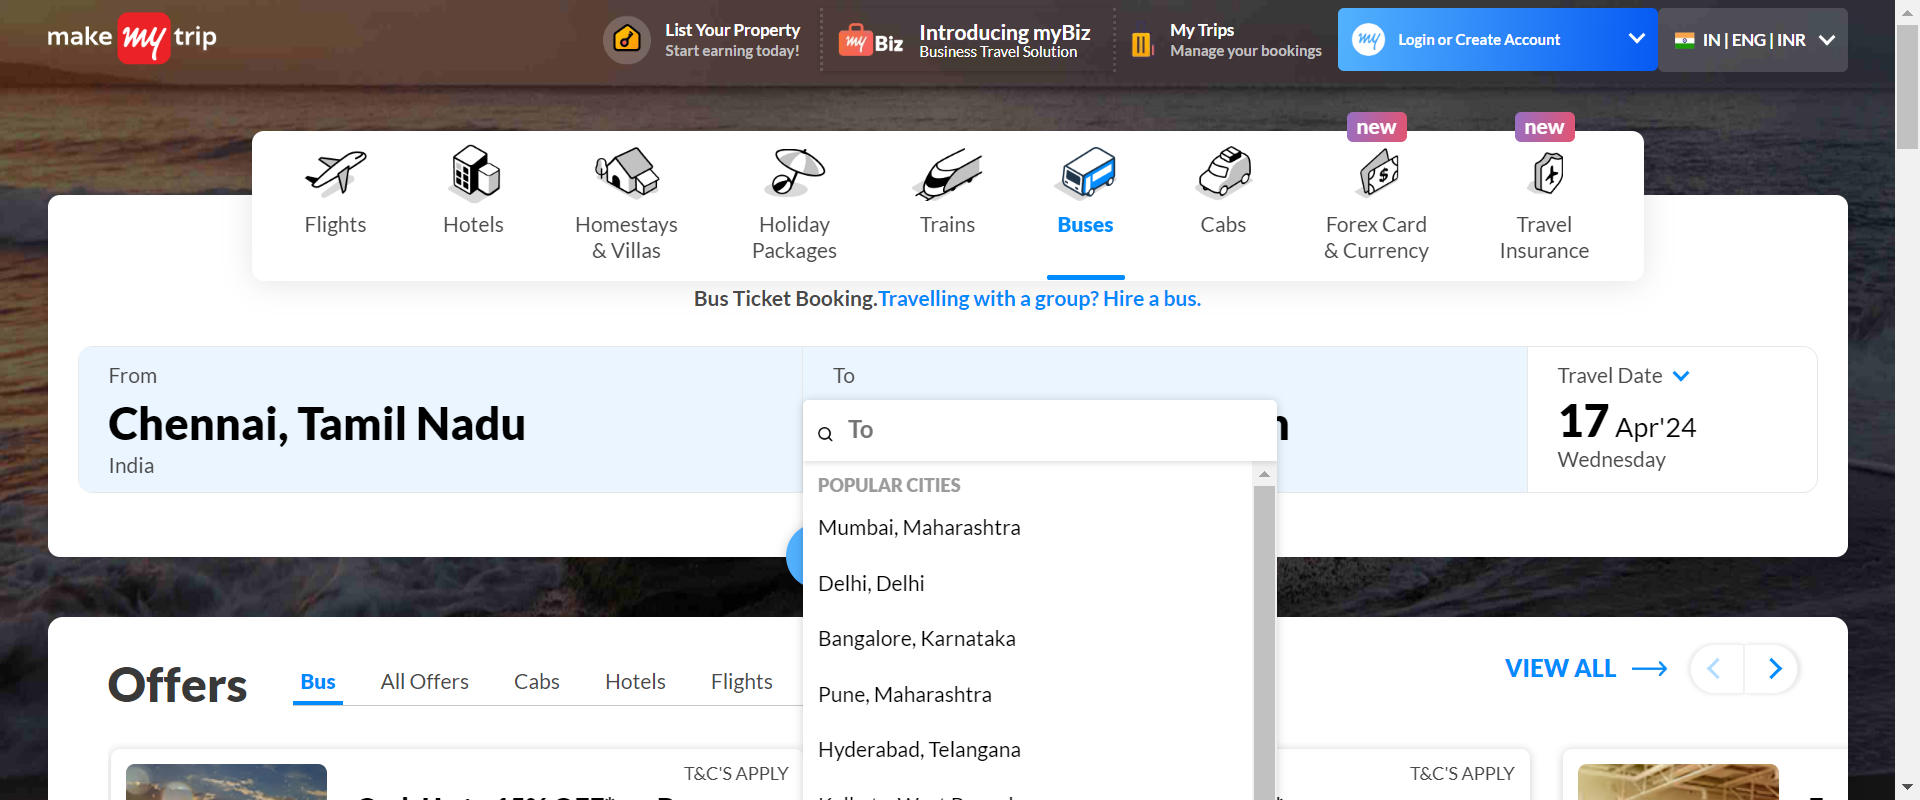 make my trip
List Your Property
Start earning today!
my Biz
Introducing myBiz
Business Travel Solution
My Trips
Manage your bookings
my
Login or Create Account
IN | ENG | INR
new
new
Flights
Hotels
Homestays
& Villas
Holiday
Packages
Trains
Buses
Cabs
Forex Card
& Currency
Travel
Insurance
Bus Ticket Booking.Travelling with a group? Hire a bus.
From
Chennai, Tamil Nadu
India
To
To
Travel Date
17 Apr'24
Wednesday
POPULAR CITIES
Mumbai, Maharashtra
Delhi, Delhi
Bangalore, Karnataka
Pune, Maharashtra
Hyderabad, Telangana
Offers
Bus
All Offers
Cabs
Hotels
Flights
VIEW ALL
T&C'S APPLY
T&C'S APPLY